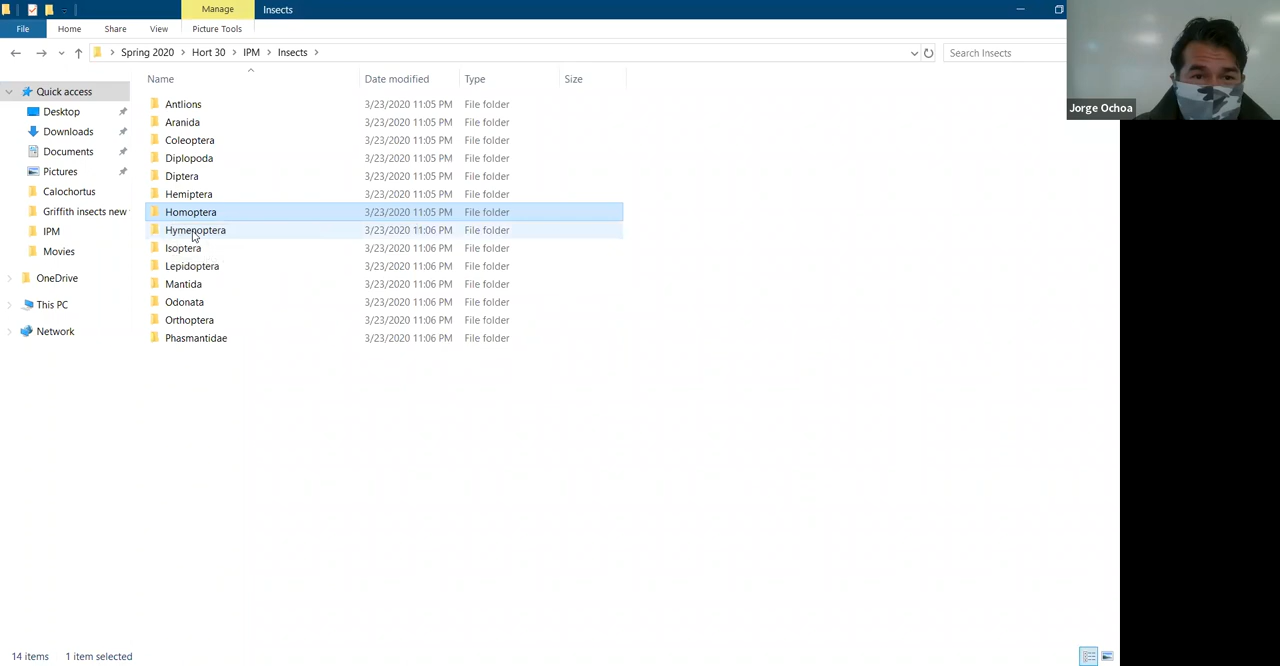 Manage
Insects
File
Home
Share
View
Picture Tools
Spring 2020
Hort 30
IPM
Insects
Search Insects
Name
Date modified
Type
Size
Quick access
Desktop
Downloads
Documents
Pictures
Calochortus
Griffith insects new
IPM
Movies
OneDrive
This PC
Network
Antlions 3/23/2020 11:05 PM File folder
Aranida 3/23/2020 11:05 PM File folder
Coleoptera 3/23/2020 11:05 PM File folder
Diplopoda 3/23/2020 11:05 PM File folder
Diptera 3/23/2020 11:05 PM File folder
Hemiptera 3/23/2020 11:05 PM File folder
Homoptera 3/23/2020 11:05 PM File folder
Hymenoptera 3/23/2020 11:06 PM File folder
Isoptera 3/23/2020 11:06 PM File folder
Lepidoptera 3/23/2020 11:06 PM File folder
Mantida 3/23/2020 11:06 PM File folder
Odonata 3/23/2020 11:06 PM File folder
Orthoptera 3/23/2020 11:06 PM File folder
Phasmantidae 3/23/2020 11:06 PM File folder
14 items
1 item selected
Jorge Ochoa